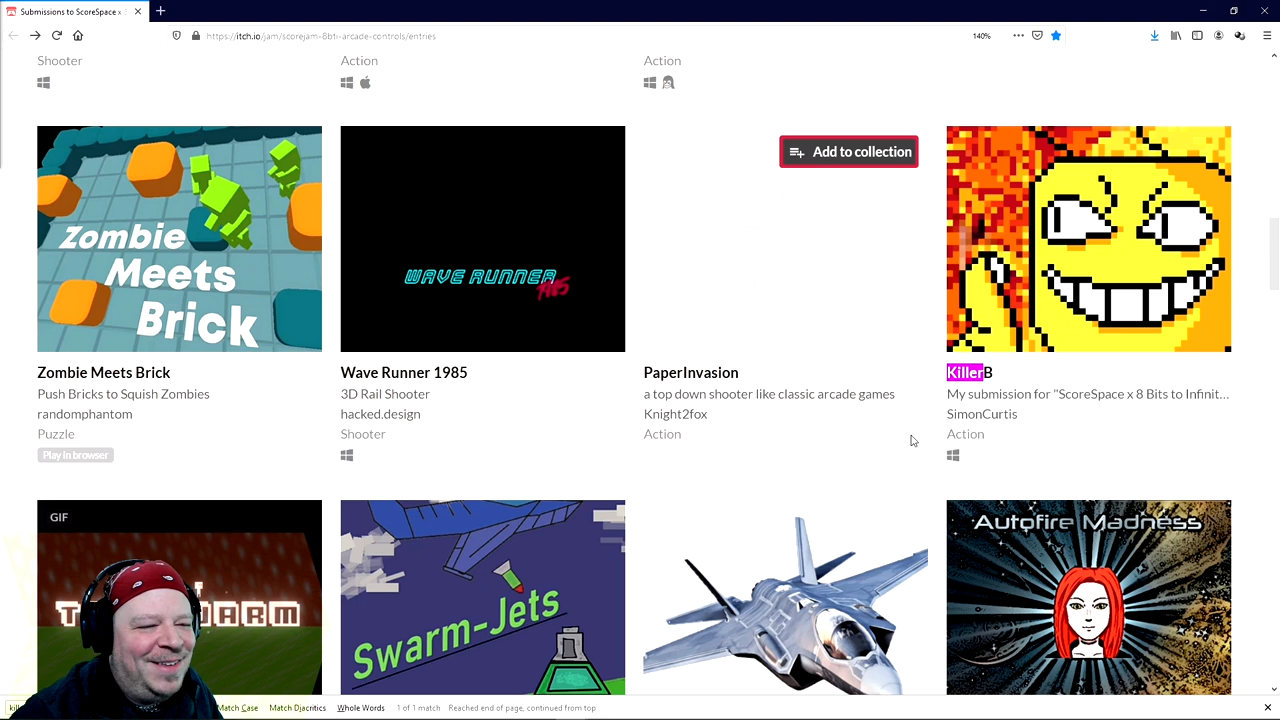 Submissions to ScoreSpace x
https://itch.io/jam/scorejam-8bti-arcade-controls/entries
140%
Shooter
Action
Action
Zombie
Meets
Brick
WAVE RUNNER
1985
Add to collection
Zombie Meets Brick
Push Bricks to Squish Zombies
randomphantom
Puzzle
Play in browser
Wave Runner 1985
3D Rail Shooter
hacked.design
Shooter
PaperInvasion
a top down shooter like classic arcade games
Knight2fox
Action
KillerB
My submission for "ScoreSpace x 8 Bits to Infinit...
SimonCurtis
Action
GIF
Swarm-Jets
Autofire Madness
Match Case
Match Diacritics
Whole Words
1 of 1 match
Reached end of page, continued from top